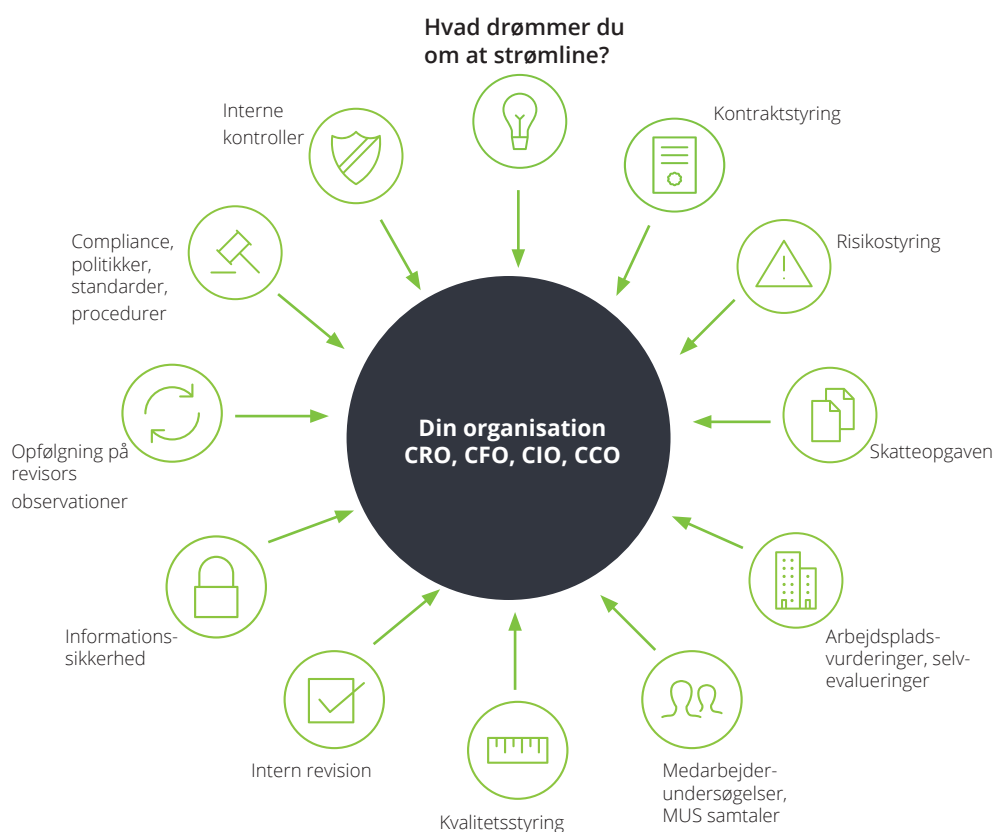 Hvad drømmer du
om at strømline?
Kontraktstyring
Risikostyring
Skatteopgaven
Arbejdsplads-
vurderinger, selv-
evalueringer
Medarbejder-
undersøgelser,
MUS samtaler
Kvalitetsstyring
Intern revision
Informations-
sikkerhed
Opfølgning på
revisors
observationer
Compliance,
politikker,
standarder,
procedurer
Interne
kontroller
Din organisation
CRO, CFO, CIO, CCO